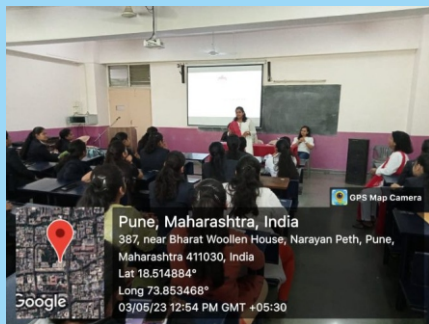 GPS Map Camera
Pune, Maharashtra, India
387, near Bharat Woollen House, Narayan Peth, Pune,
Maharashtra 411030, India
Lat 18.514884°
Long 73.853468°
03/05/23 12:54 PM GMT +05:30
Google